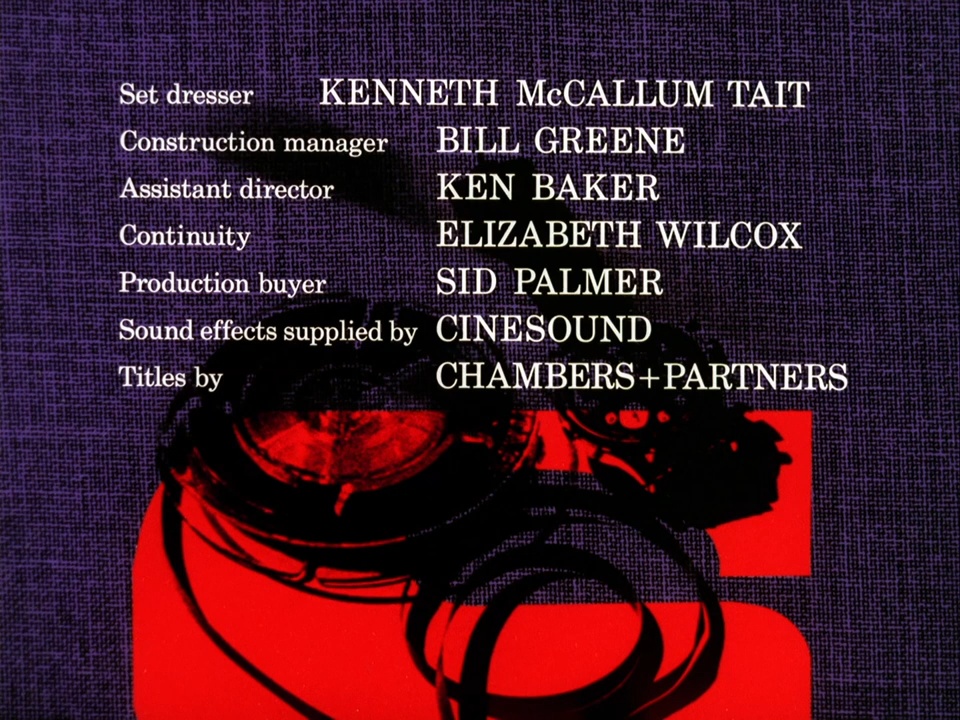 Set dresser KENNETH McCALLUM TAIT
Construction manager BILL GREENE
Assistant director KEN BAKER
Continuity ELIZABETH WILCOX
Production buyer SID PALMER
Sound effects supplied by CINESOUND
Titles by CHAMBERS+PARTNERS